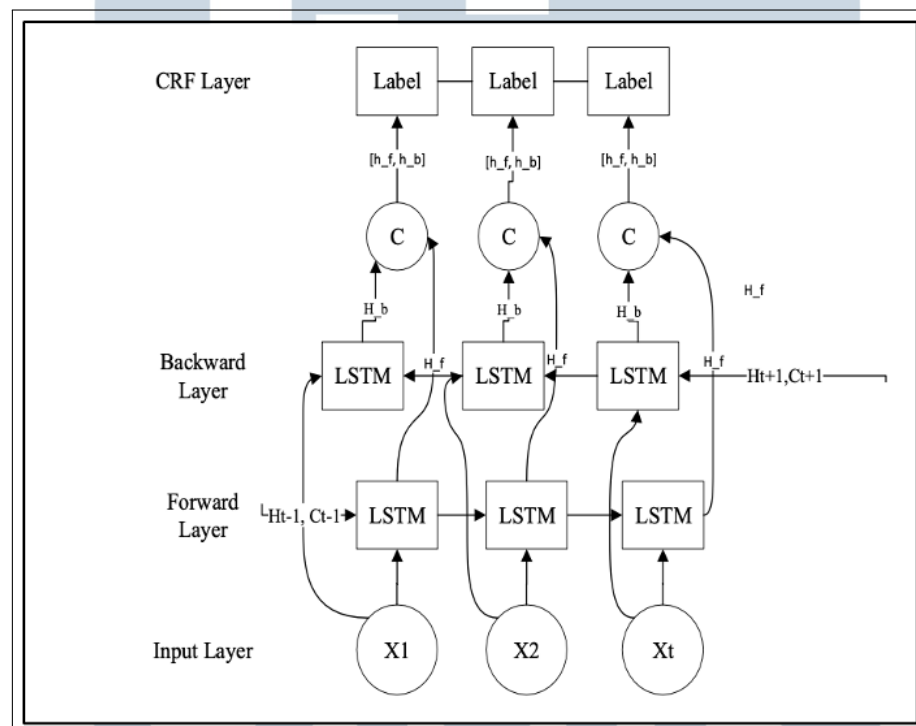 CRF Layer
Label Label Label
[h_f, h_b] [h_f, h_b] [h_f, h_b]
C C C
H_f
H_b H_b H_b
Backward
Layer
LSTM LSTM LSTM
H_f H_f H_f
Ht+1,Ct+1
Forward
Layer
Ht-1, Ct-1
LSTM LSTM LSTM
Input Layer
X1 X2 Xt